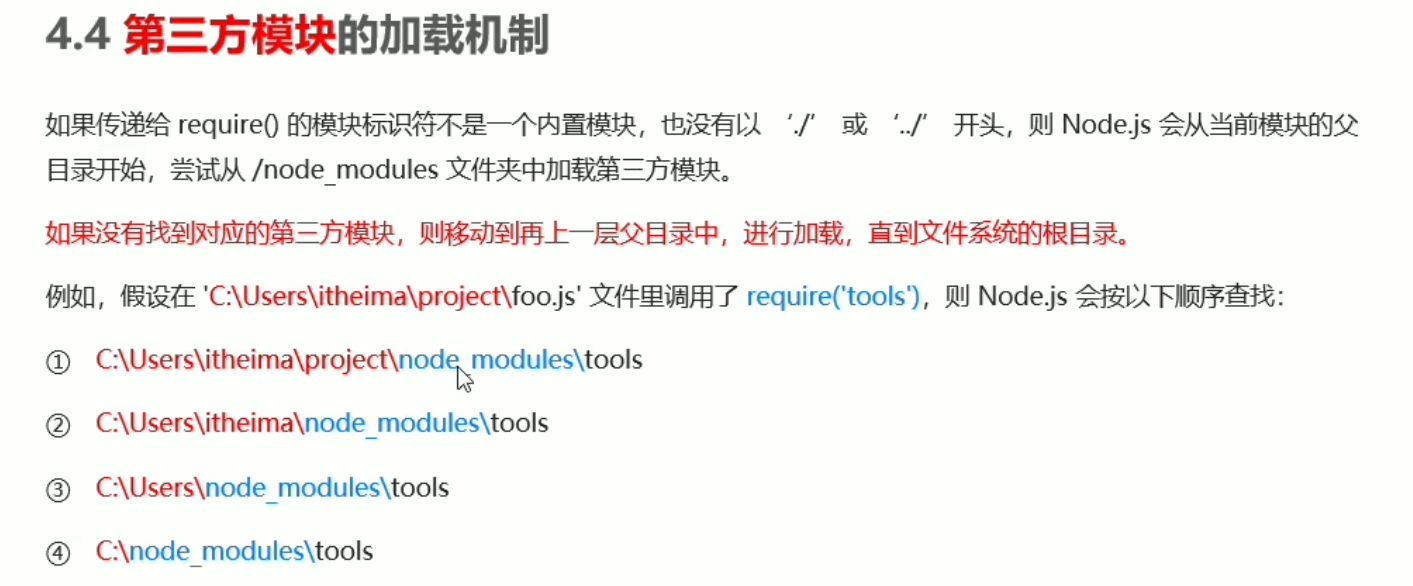 4.4 第三方模块的加载机制
如果传递给 require() 的模块标识符不是一个内置模块，也没有以 ‘./’ 或 ‘../’ 开头，则 Node.js 会从当前模块的父
目录开始，尝试从 /node_modules 文件夹中加载第三方模块。
如果没有找到对应的第三方模块，则移动到再上一层父目录中，进行加载，直到文件系统的根目录。
例如，假设在 'C:\Users\itheima\project\foo.js' 文件里调用了 require('tools')，则 Node.js 会按以下顺序查找：
① C:\Users\itheima\project\node_modules\tools
② C:\Users\itheima\node_modules\tools
③ C:\Users\node_modules\tools
④ C:\node_modules\tools